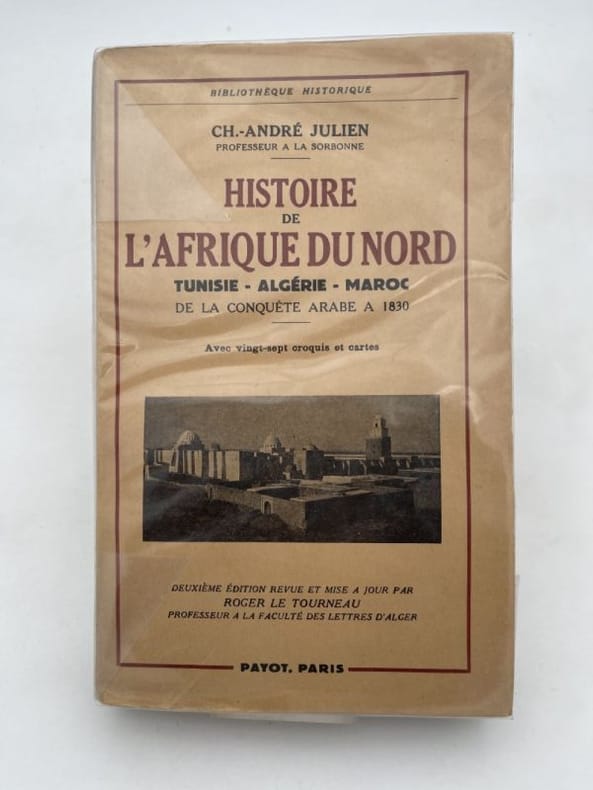 BIBLIOTHÈQUE HISTORIQUE
CH.-ANDRÉ JULIEN
PROFESSEUR A LA SORBONNE
HISTOIRE
DE
L'AFRIQUE DU NORD
TUNISIE - ALGÉRIE - MAROC
DE LA CONQUÊTE ARABE A 1830
Avec vingt-sept croquis et cartes
DEUXIÈME ÉDITION REVUE ET MISE A JOUR PAR
ROGER LE TOURNEAU
PROFESSEUR A LA FACULTÉ DES LETTRES D'ALGER
PAYOT, PARIS